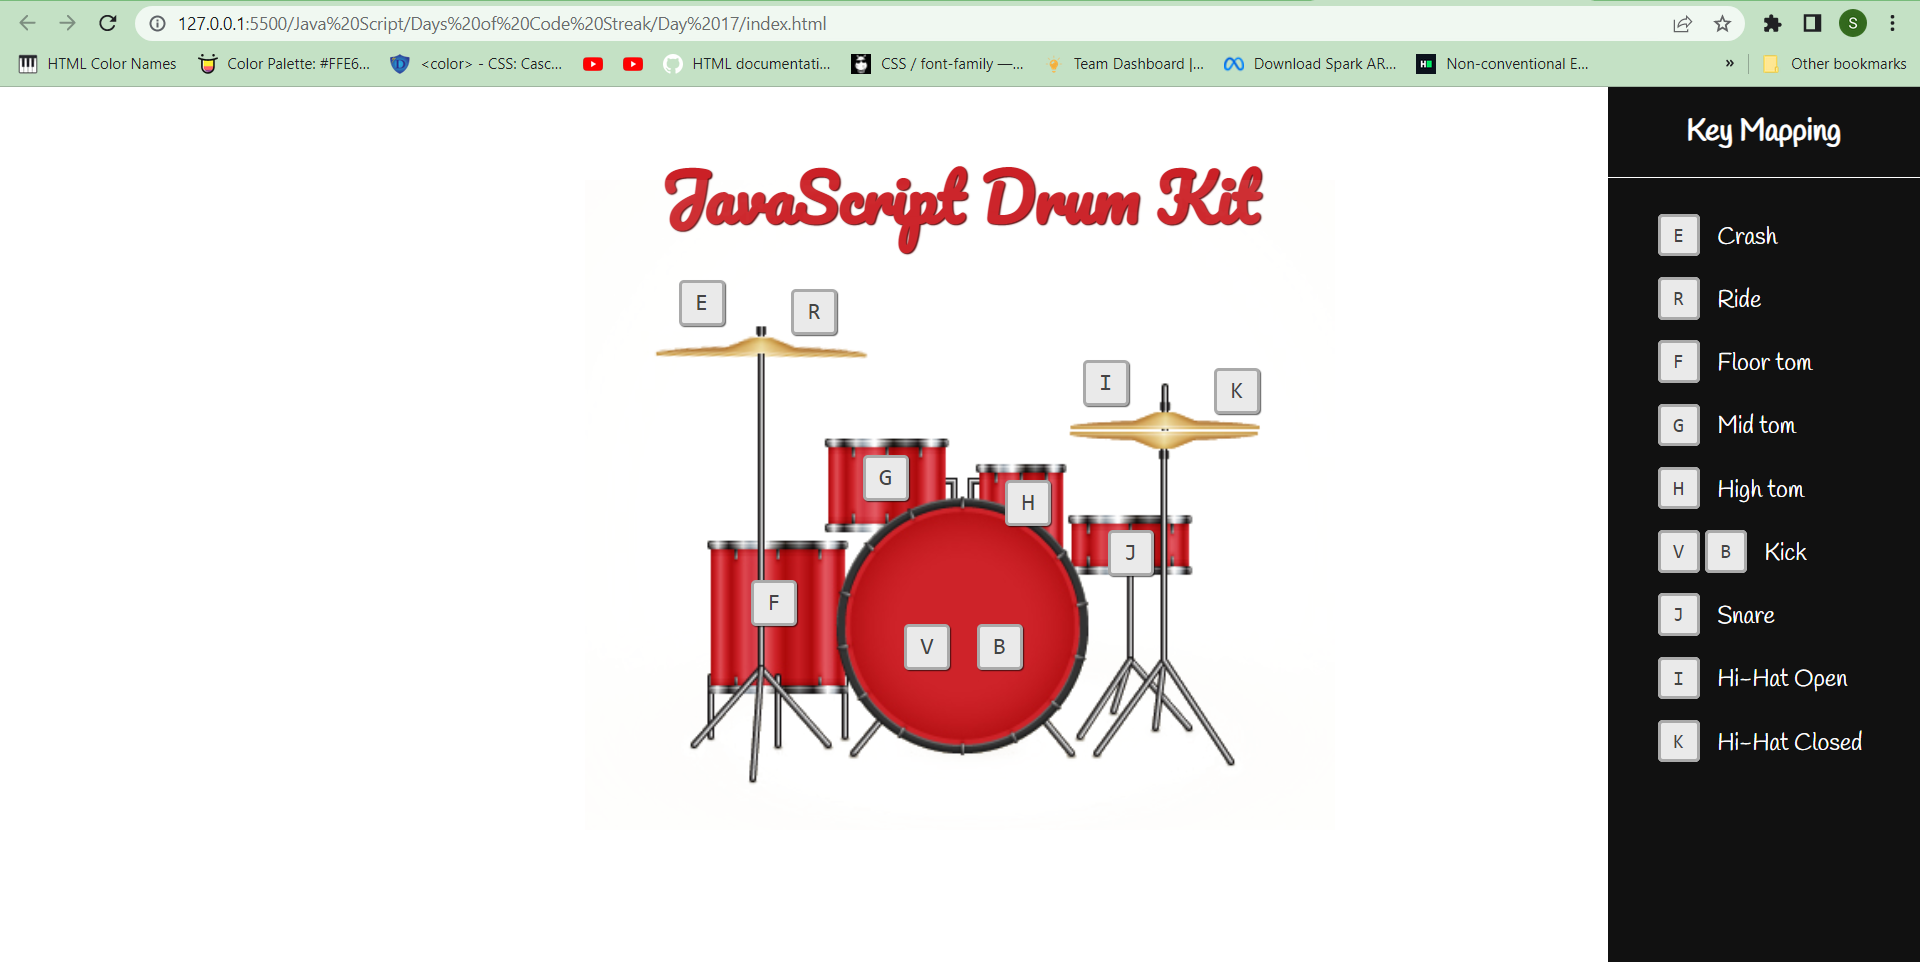 127.0.0.1:5500/Java%20Script/Days%20of%20Code%20Streak/Day%2017/index.html
S
HTML Color Names
Color Palette: #FFE6...
<color> - CSS: Casc...
HTML documentati...
CSS / font-family —...
Team Dashboard |...
Download Spark AR...
Non-conventional E...
»
Other bookmarks
JavaScript Drum Kit
E
R
I
K
G
H
J
F
V
B
Key Mapping
E Crash
R Ride
F Floor tom
G Mid tom
H High tom
V B Kick
J Snare
I Hi-Hat Open
K Hi-Hat Closed